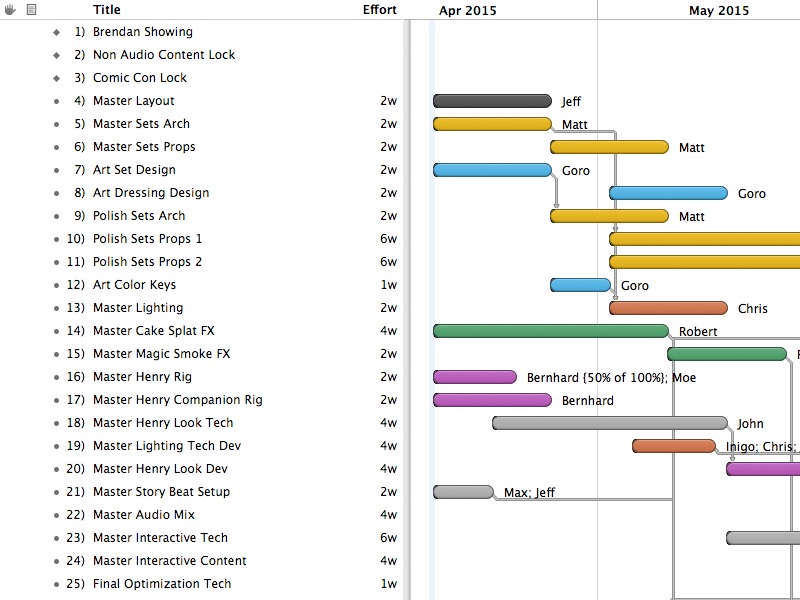 Title Effort Apr 2015 May 2015
1) Brendan Showing
2) Non Audio Content Lock
3) Comic Con Lock
4) Master Layout 2w Jeff
5) Master Sets Arch 2w Matt
6) Master Sets Props 2w Matt
7) Art Set Design 2w Goro
8) Art Dressing Design 2w Goro
9) Polish Sets Arch 2w Matt
10) Polish Sets Props 1 6w
11) Polish Sets Props 2 6w
12) Art Color Keys 1w Goro
13) Master Lighting 2w Chris
14) Master Cake Splat FX 4w Robert
15) Master Magic Smoke FX 2w
16) Master Henry Rig 2w Bernhard {50% of 100%}; Moe
17) Master Henry Companion Rig 2w Bernhard
18) Master Henry Look Tech 4w John
19) Master Lighting Tech Dev 4w Inigo; Chris;
20) Master Henry Look Dev 4w
21) Master Story Beat Setup 2w Max; Jeff
22) Master Audio Mix 4w
23) Master Interactive Tech 6w
24) Master Interactive Content 4w
25) Final Optimization Tech 1w